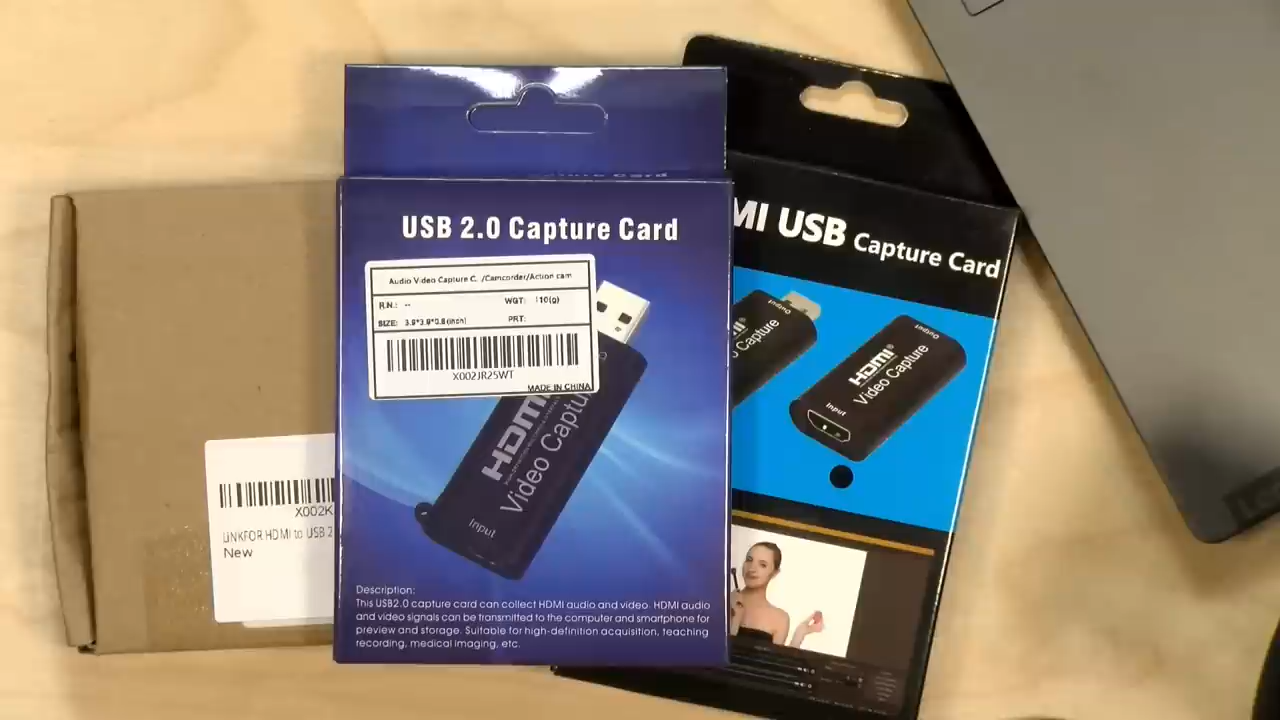 USB 2.0 Capture Card
Audio Video Capture C. /Camcorder/Action cam
R.N.: -- WGT: 110(g)
SIZE: 3.9*3.9*0.8(inch) PRT:
X002JR25WT
MADE IN CHINA
HDMI
Video Captu
Input
Description:
This USB2.0 capture card can collect HDMI audio and video. HDMI audio
and video signals can be transmitted to the computer and smartphone for
preview and storage. Suitable for high-definition acquisition, teaching
recording, medical imaging, etc.
X002K
LiNKFOR HDMI to USB 2
New
MI USB Capture Card
Output
MI®
o Capture
Output
HDMI®
Video Capture
Input